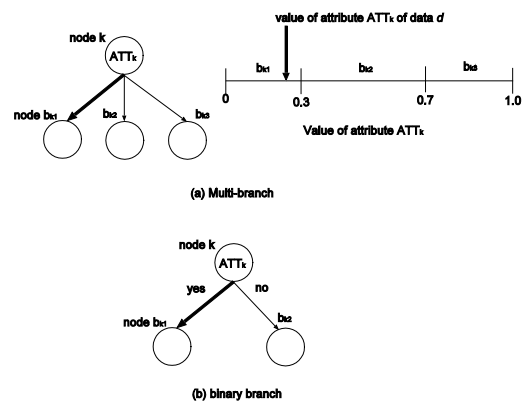 node k
ATTk
node bk1
bk2
bk3
value of attribute ATTk of data d
bk1
bk2
bk3
0
0.3
0.7
1.0
Value of attribute ATTk
(a) Multi-branch
node k
ATTk
yes
no
node bk1
bk2
(b) binary branch